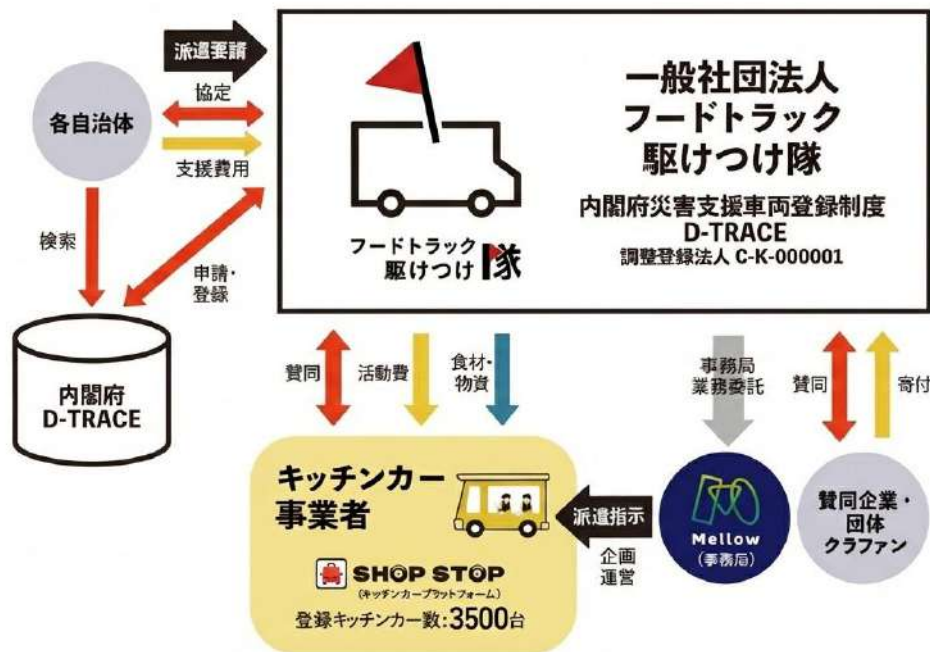 派遣要請
協定
支援費用
各自治体
検索
申請・
登録
内閣府
D-TRACE
フードトラック
駆けつけ隊
一般社団法人
フードトラック
駆けつけ隊
内閣府災害支援車両登録制度
D-TRACE
調整登録法人 C-K-000001
賛同
活動費
食材・
物資
事務局
業務委託
賛同
寄付
キッチンカー
事業者
SHOP STOP
(キッチンカープラットフォーム)
登録キッチンカー数:3500台
派遣指示
企画
運営
Mellow
(事務局)
賛同企業・
団体
クラファン